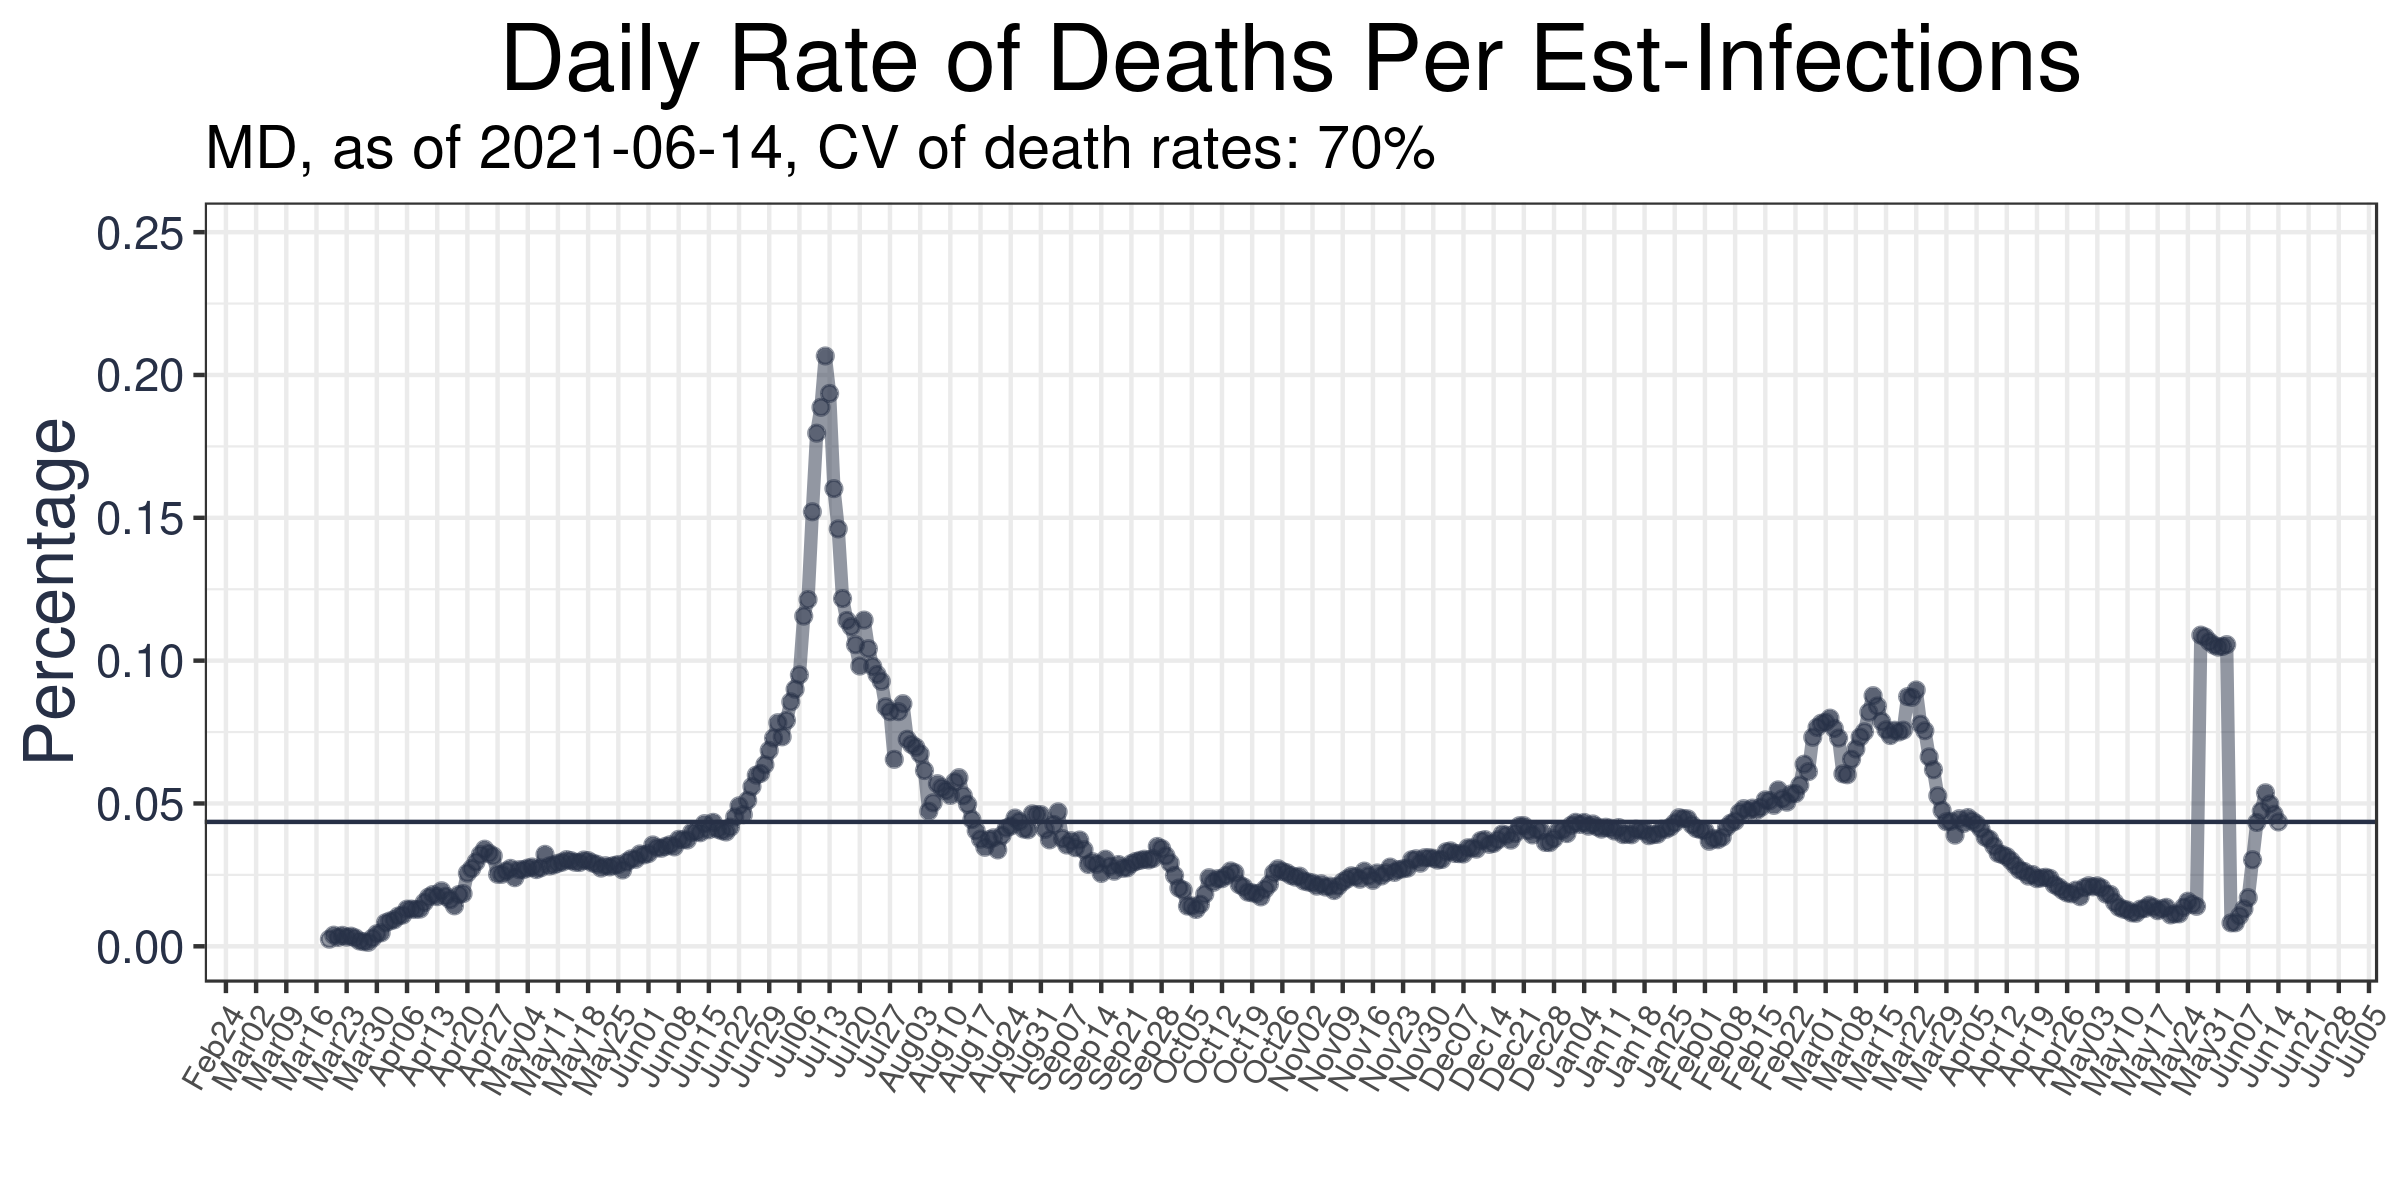 Daily Rate of Deaths Per Est-Infections
MD, as of 2021-06-14, CV of death rates: 70%
Percentage
0.25
0.20
0.15
0.10
0.05
0.00
Feb24
Mar02
Mar09
Mar16
Mar23
Mar30
Apr06
Apr13
Apr20
Apr27
May04
May11
May18
May25
Jun01
Jun08
Jun15
Jun22
Jun29
Jul06
Jul13
Jul20
Jul27
Aug03
Aug10
Aug17
Aug24
Aug31
Sep07
Sep14
Sep21
Sep28
Oct05
Oct12
Oct19
Oct26
Nov02
Nov09
Nov16
Nov23
Nov30
Dec07
Dec14
Dec21
Dec28
Jan04
Jan11
Jan18
Jan25
Feb01
Feb08
Feb15
Feb22
Mar01
Mar08
Mar15
Mar22
Mar29
Apr05
Apr12
Apr19
Apr26
May03
May10
May17
May24
May31
Jun07
Jun14
Jun21
Jun28
Jul05